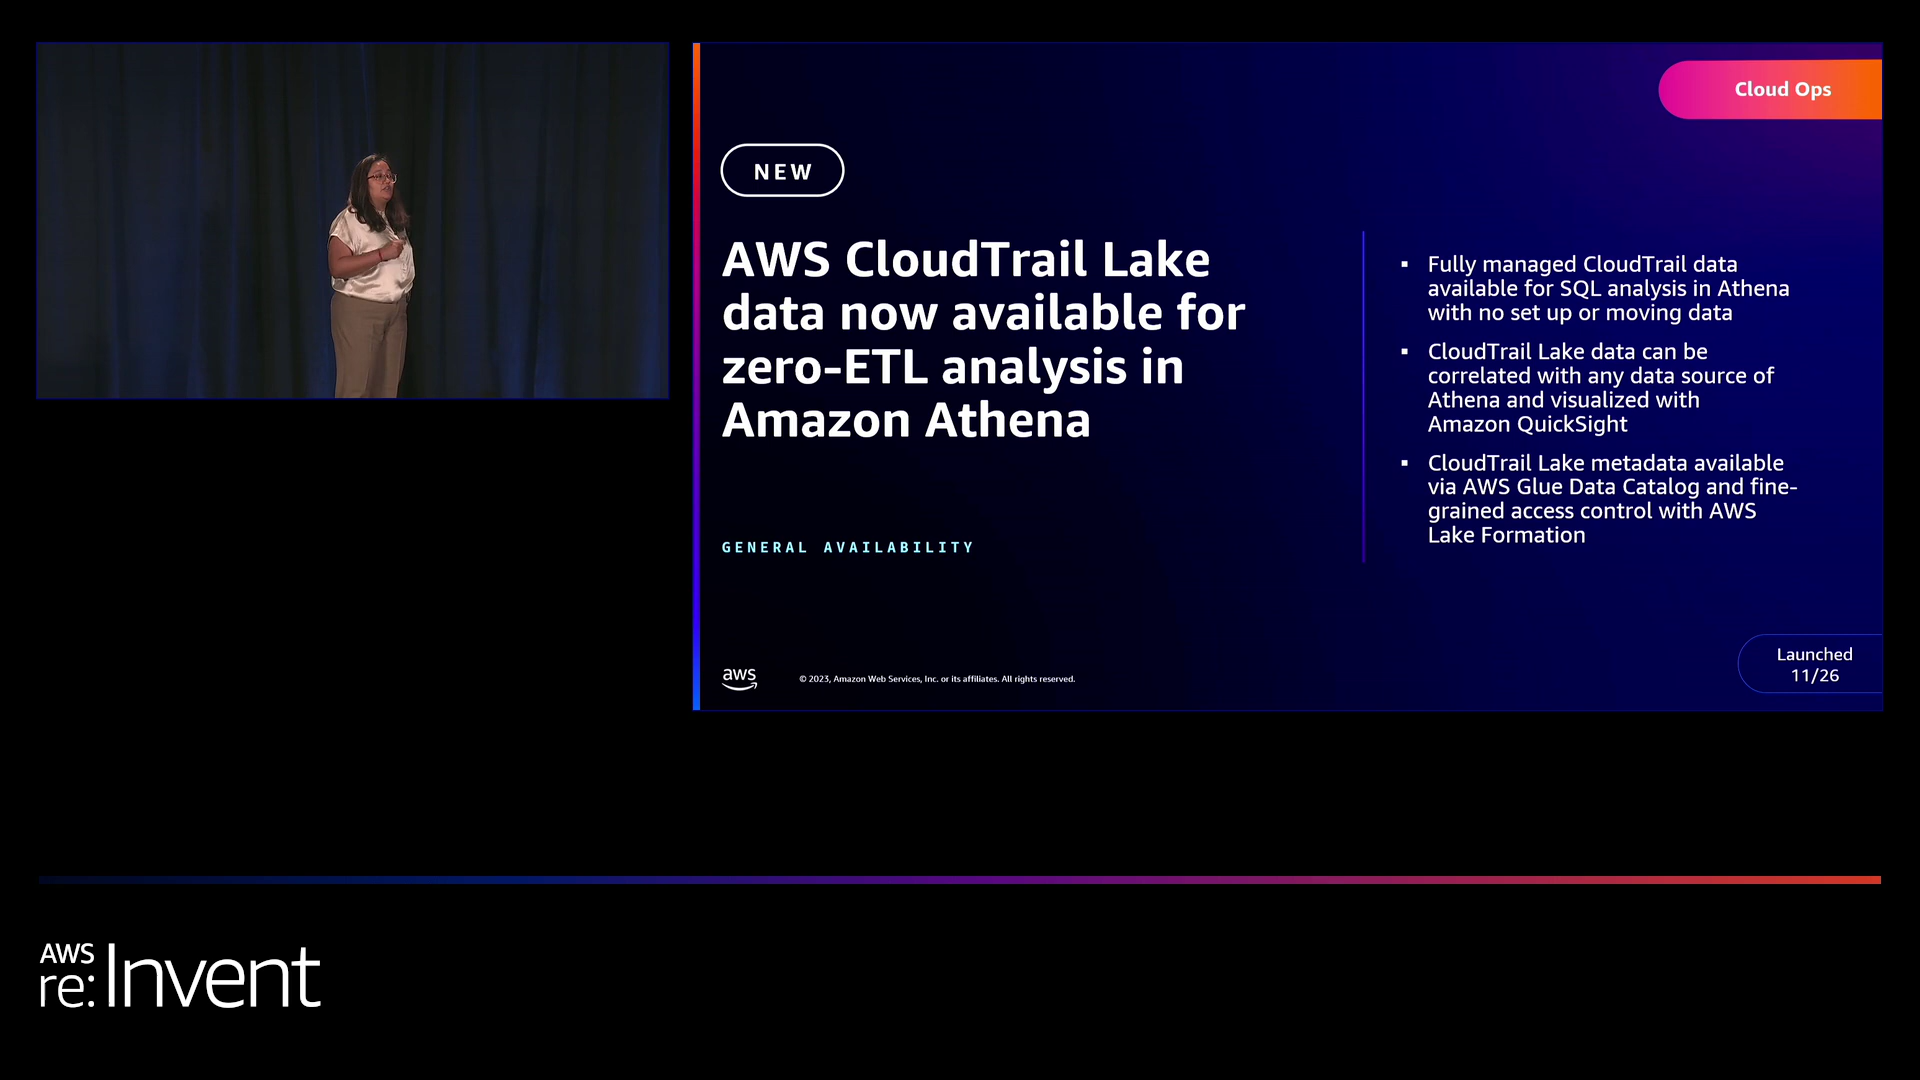 Cloud Ops
NEW
AWS CloudTrail Lake
data now available for
zero-ETL analysis in
Amazon Athena
GENERAL AVAILABILITY
▪ Fully managed CloudTrail data
available for SQL analysis in Athena
with no set up or moving data
▪ CloudTrail Lake data can be
correlated with any data source of
Athena and visualized with
Amazon QuickSight
▪ CloudTrail Lake metadata available
via AWS Glue Data Catalog and fine-
grained access control with AWS
Lake Formation
Launched
11/26
aws
© 2023, Amazon Web Services, Inc. or its affiliates. All rights reserved.
AWS
re:Invent